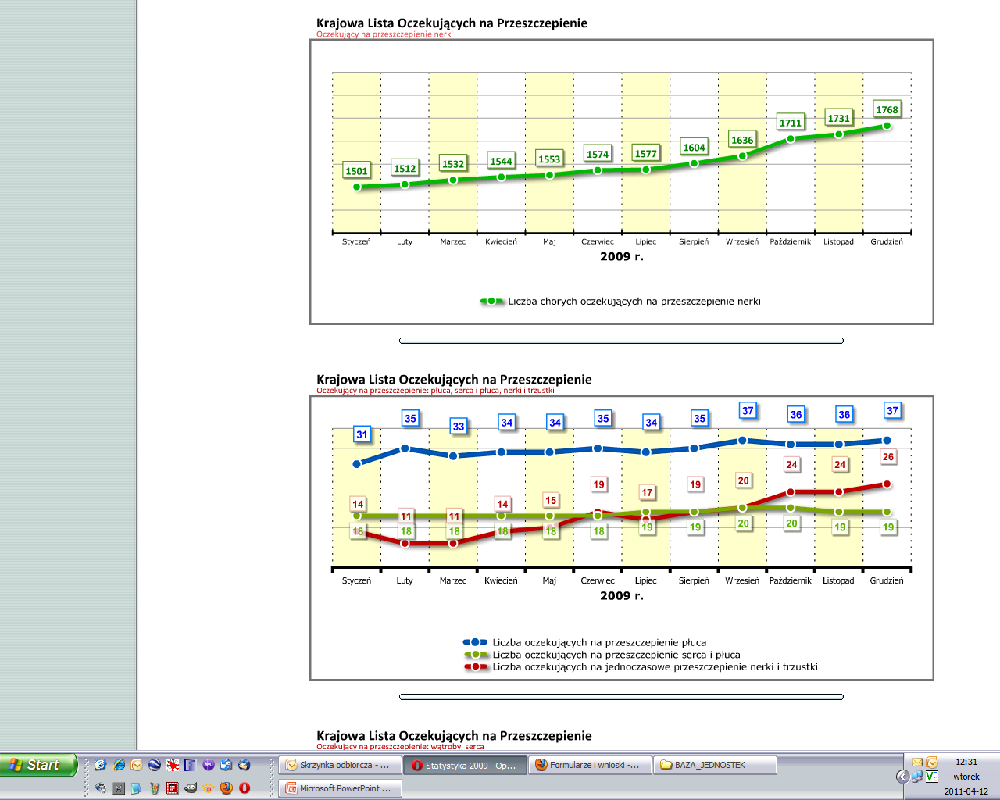 Krajowa Lista Oczekujących na Przeszczepienie
Oczekujący na przeszczepienie nerki
1501 1512 1532 1544 1553 1574 1577 1604 1636 1711 1731 1768
Styczeń Luty Marzec Kwiecień Maj Czerwiec Lipiec Sierpień Wrzesień Październik Listopad Grudzień
2009 r.
Liczba chorych oczekujących na przeszczepienie nerki
Krajowa Lista Oczekujących na Przeszczepienie
Oczekujący na przeszczepienie: płuca, serca i płuca, nerki i trzustki
31 35 33 34 34 35 34 35 37 36 36 37
14 11 11 14 15 19 17 19 20 24 24 26
18 18 18 18 18 18 19 19 20 20 19 19
Styczeń Luty Marzec Kwiecień Maj Czerwiec Lipiec Sierpień Wrzesień Październik Listopad Grudzień
2009 r.
Liczba oczekujących na przeszczepienie płuca
Liczba oczekujących na przeszczepienie serca i płuca
Liczba oczekujących na jednoczasowe przeszczepienie nerki i trzustki
Krajowa Lista Oczekujących na Przeszczepienie
Oczekujący na przeszczepienie: wątroby, serca
Start
Skrzynka odbiorcza - ...
Statystyka 2009 - Op...
Formularze i wnioski -...
BAZA_JEDNOSTEK
Microsoft PowerPoint ...
12:31
wtorek
2011-04-12